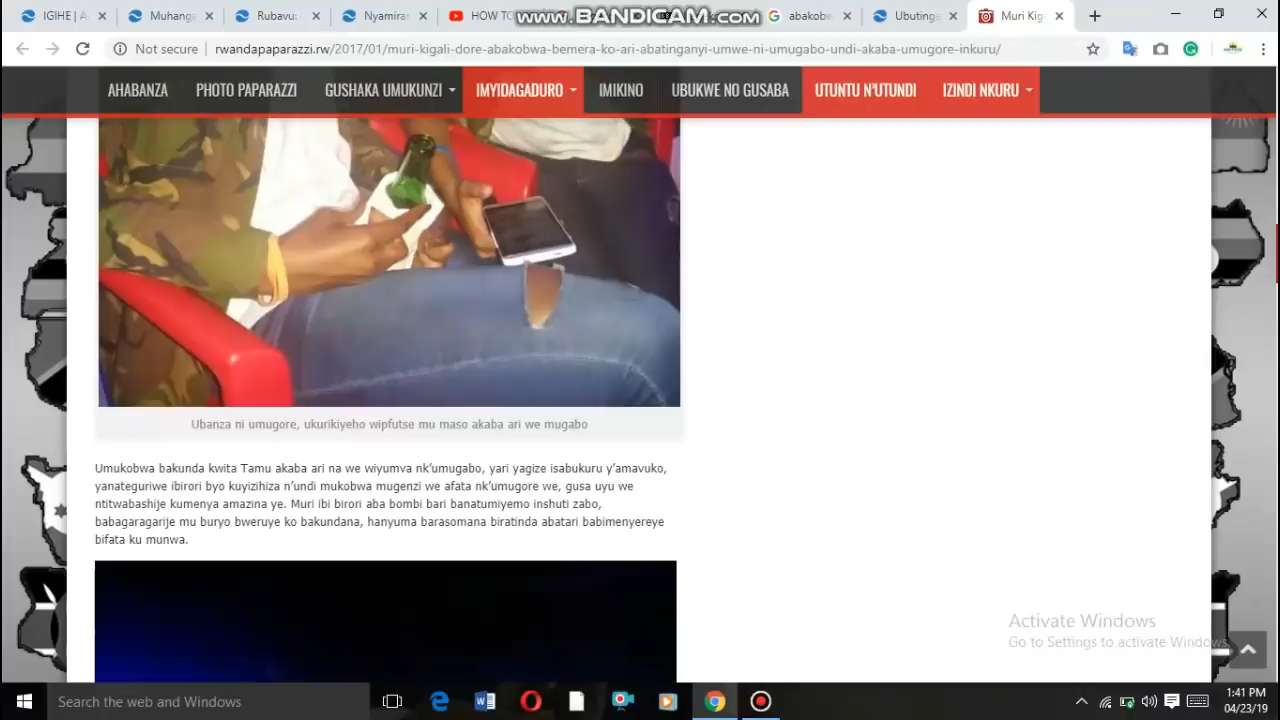 IGIHE | A
Muhang
Rubavu:
Nyamira
HOW TO
www.BANDICAM.com
abakobw
Ubuting
Muri Kig
Not secure
rwandapaparazzi.rw/2017/01/muri-kigali-dore-abakobwa-bemera-ko-ari-abatinganyi-umwe-ni-umugabo-undi-akaba-umugore-inkuru/
AHABANZA
PHOTO PAPARAZZI
GUSHAKA UMUKUNZI
IMYIDAGADURO
IMIKINO
UBUKWE NO GUSABA
UTUNTU N'UTUNDI
IZINDI NKURU
Ubanza ni umugore, ukurikiyeho wipfutse mu maso akaba ari we mugabo
Umukobwa bakunda kwita Tamu akaba ari na we wiyumva nk'umugabo, yari yagize isabukuru y'amavuko,
yanateguriwe ibirori byo kuyizihiza n'undi mukobwa mugenzi we afata nk'umugore we, gusa uyu we
ntitwabashije kumenya amazina ye. Muri ibi birori aba bombi bari banatumiyemo inshuti zabo,
babagaragarije mu buryo bweruye ko bakundana, hanyuma barasomana biratinda abatari babimenyereye
bifata ku munwa.
Activate Windows
Go to Settings to activate Windows.
Search the web and Windows
1:41 PM
04/23/19